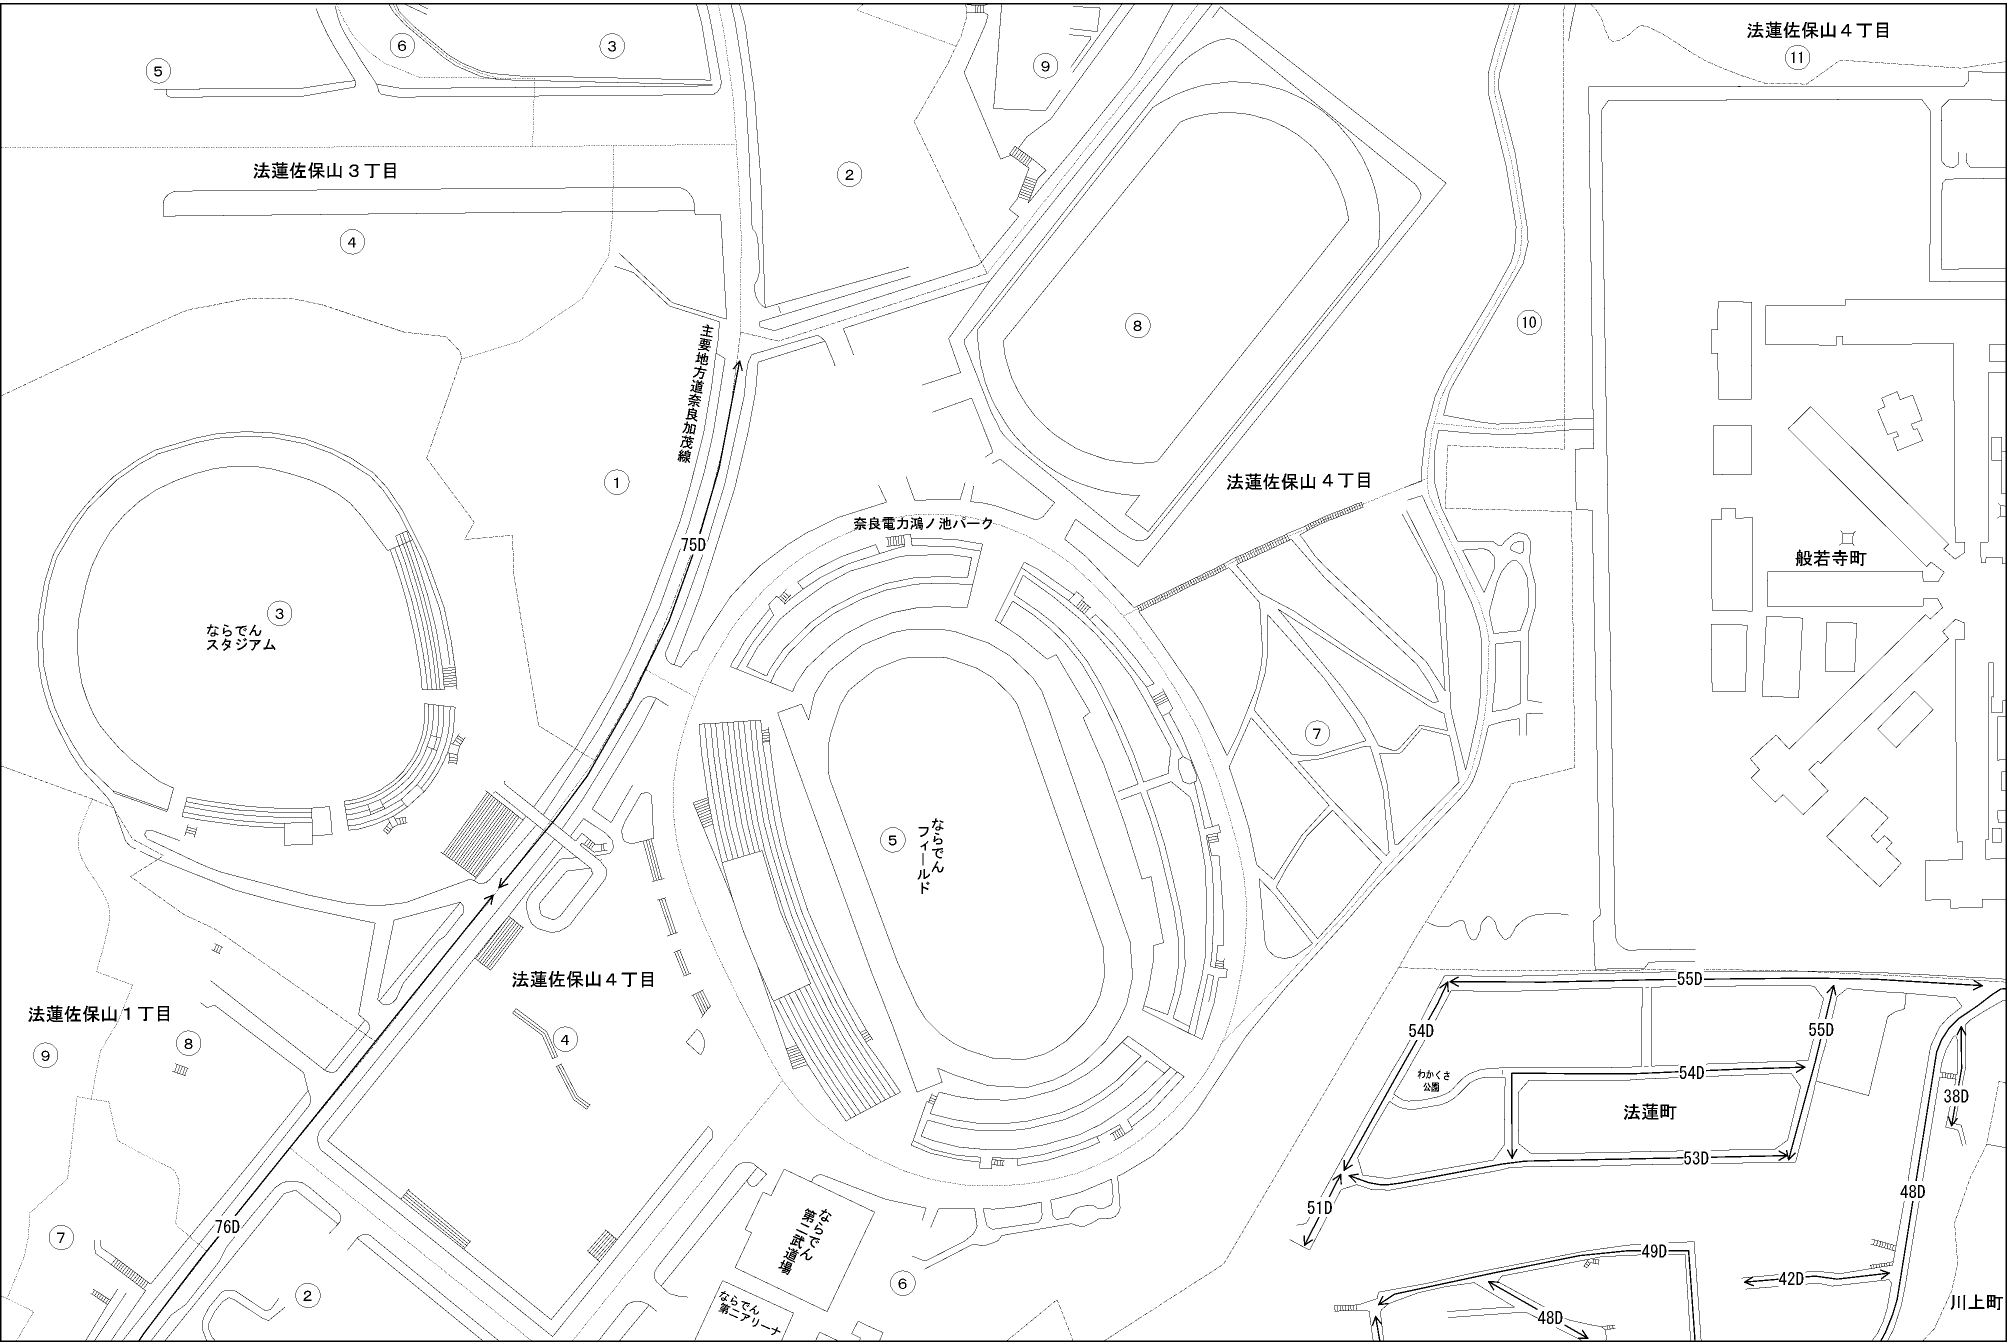 法蓮佐保山４丁目
⑪
⑥
③
⑤
⑨
法蓮佐保山３丁目
②
④
主要地方道奈良加茂線
⑧
⑩
①
75D
奈良電力鴻ノ池パーク
法蓮佐保山４丁目
般若寺町
③
ならでん
スタジアム
⑦
⑤
ならでん
フィールド
法蓮佐保山４丁目
④
法蓮佐保山１丁目
⑨
⑧
55D
54D
55D
わかくさ
公園
54D
法蓮町
38D
53D
51D
48D
76D
⑦
②
ならでん
第二武道場
⑥
ならでん
第二アリーナ
49D
42D
48D
川上町